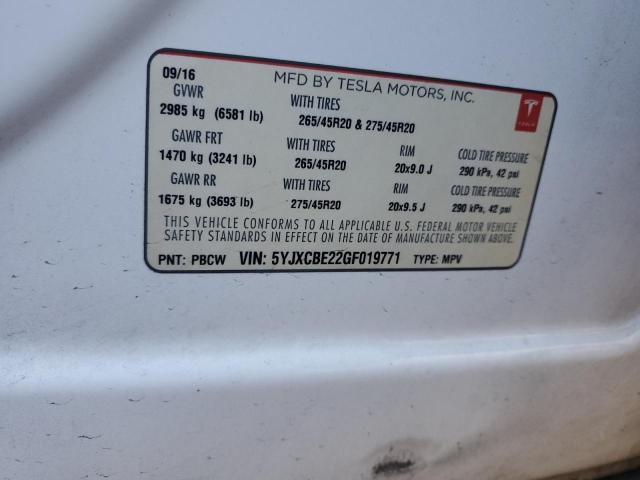 09/16 MFD BY TESLA MOTORS, INC.
GVWR WITH TIRES
2985 kg (6581 lb) 265/45R20 & 275/45R20
GAWR FRT WITH TIRES RIM COLD TIRE PRESSURE
1470 kg (3241 lb) 265/45R20 20x9.0 J 290 kPa, 42 psi
GAWR RR WITH TIRES RIM COLD TIRE PRESSURE
1675 kg (3693 lb) 275/45R20 20x9.5 J 290 kPa, 42 psi
THIS VEHICLE CONFORMS TO ALL APPLICABLE U.S. FEDERAL MOTOR VEHICLE
SAFETY STANDARDS IN EFFECT ON THE DATE OF MANUFACTURE SHOWN ABOVE.
PNT: PBCW VIN: 5YJXCBE22GF019771 TYPE: MPV
TESLA